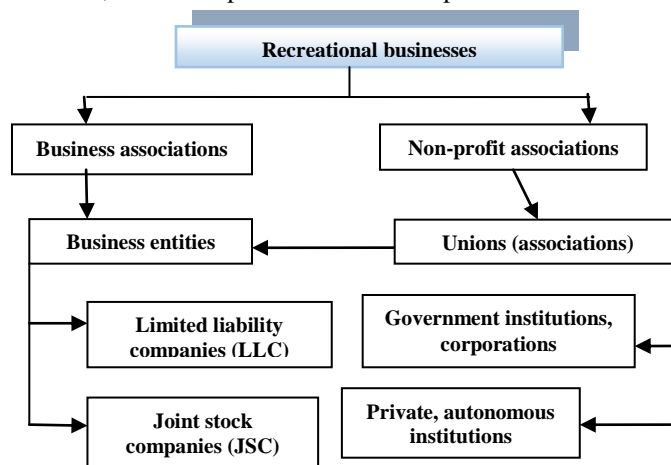 Recreational businesses
Business associations
Non-profit associations
Business entities
Unions (associations)
Limited liability
companies (LLC)
Government institutions,
corporations
Joint stock
companies (JSC)
Private, autonomous
institutions